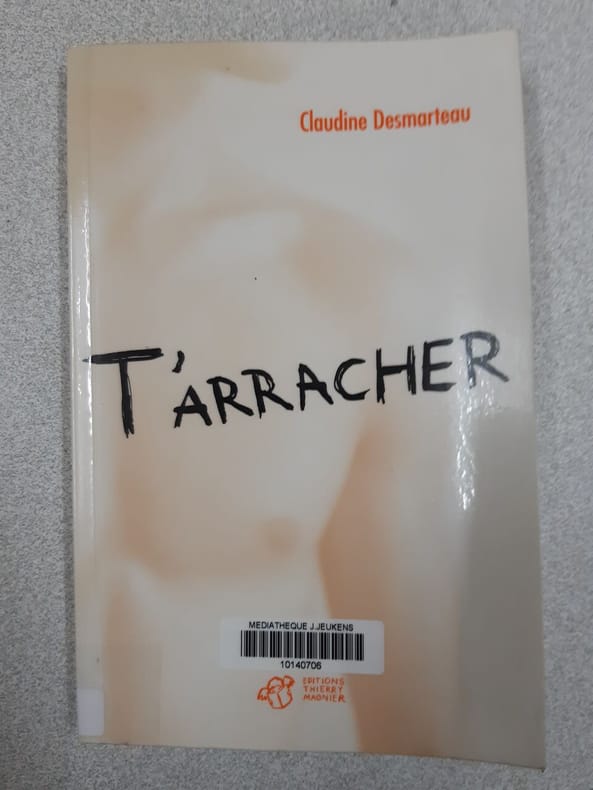 Claudine Desmarteau
T'ARRACHER
MEDIATHEQUE J.JEUKENS
10140706
EDITIONS
THIERRY
MAGNIER